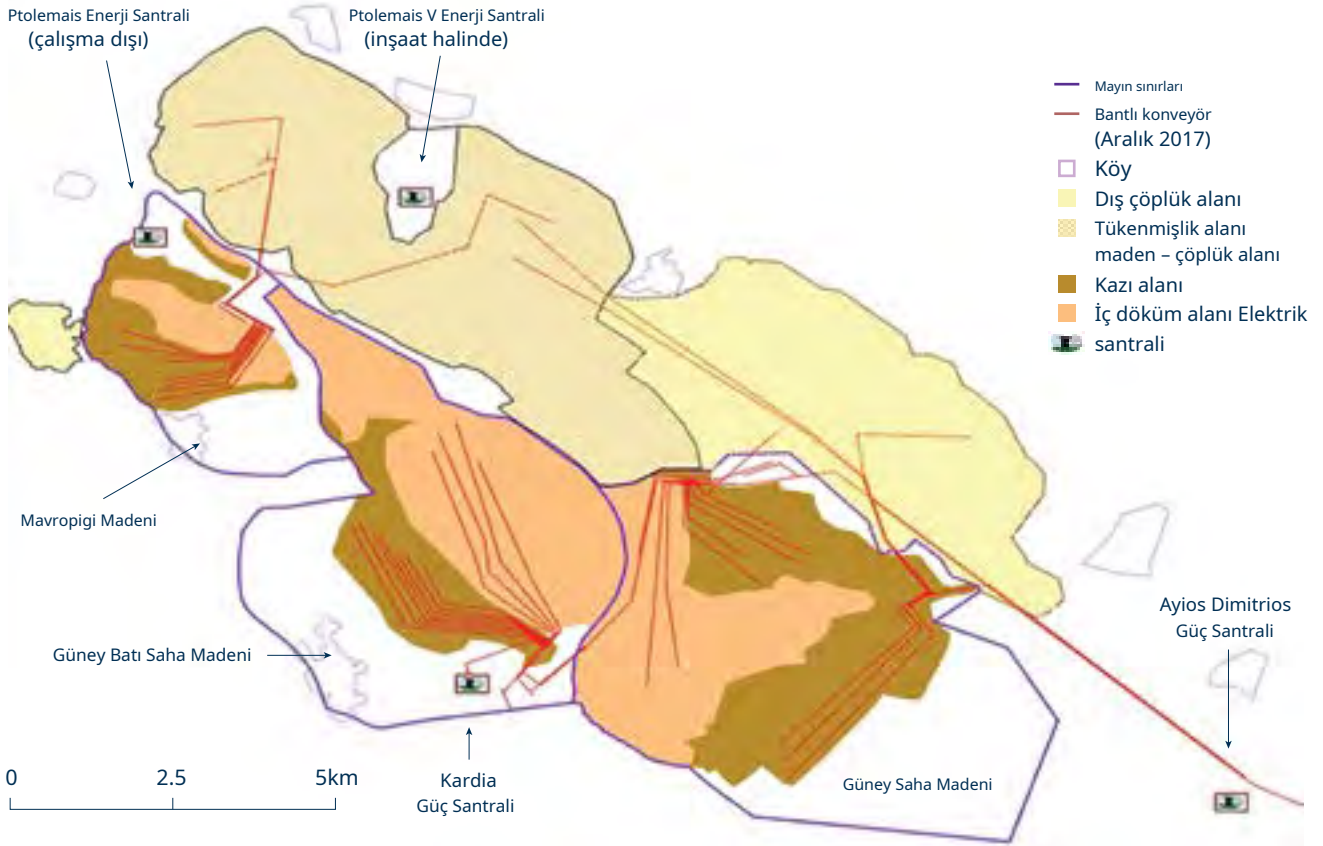 Ptolemais Enerji Santrali
(çalışma dışı)
Ptolemais V Enerji Santrali
(inşaat halinde)
Mayın sınırları
Bantlı konveyör
(Aralık 2017)
Köy
Dış çöplük alanı
Tükenmişlik alanı
maden – çöplük alanı
Kazı alanı
İç döküm alanı Elektrik
santrali
Mavropigi Madeni
Güney Batı Saha Madeni
Ayios Dimitrios
Güç Santrali
0 2.5 5km
Kardia
Güç Santrali
Güney Saha Madeni